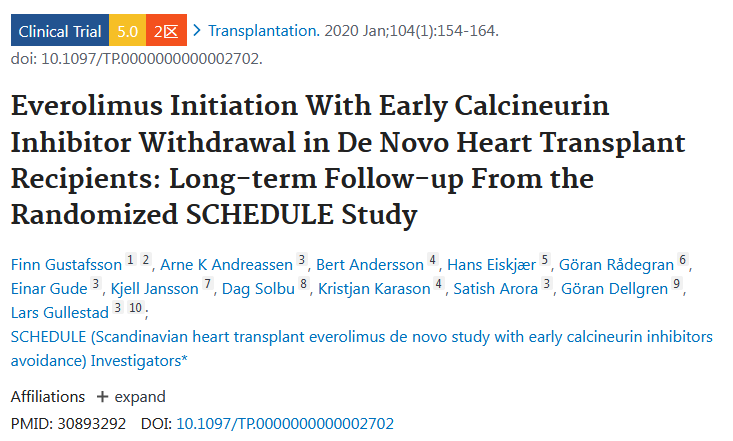 Clinical Trial 5.0 2区 > Transplantation. 2020 Jan;104(1):154-164.
doi: 10.1097/TP.0000000000002702.
Everolimus Initiation With Early Calcineurin
Inhibitor Withdrawal in De Novo Heart Transplant
Recipients: Long-term Follow-up From the
Randomized SCHEDULE Study
Finn Gustafsson 1 2, Arne K Andreassen 3, Bert Andersson 4, Hans Eiskjær 5, Göran Rådegran 6,
Einar Gude 3, Kjell Jansson 7, Dag Solbu 8, Kristjan Karason 4, Satish Arora 3, Göran Dellgren 9,
Lars Gullestad 3 10;
SCHEDULE (Scandinavian heart transplant everolimus de novo study with early calcineurin inhibitors
avoidance) Investigators*
Affiliations + expand
PMID: 30893292 DOI: 10.1097/TP.0000000000002702